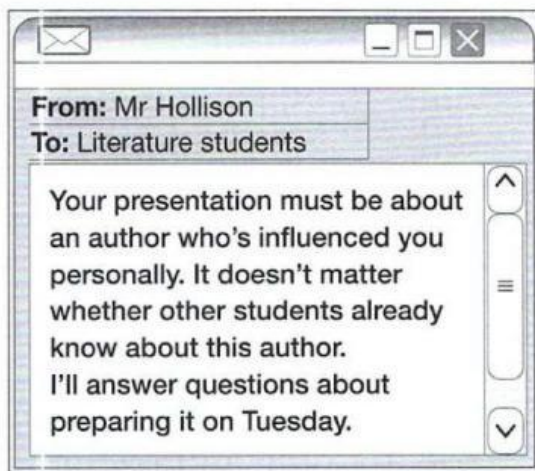 From: Mr Hollison
To: Literature students
Your presentation must be about
an author who's influenced you
personally. It doesn't matter
whether other students already
know about this author.
I'll answer questions about
preparing it on Tuesday.